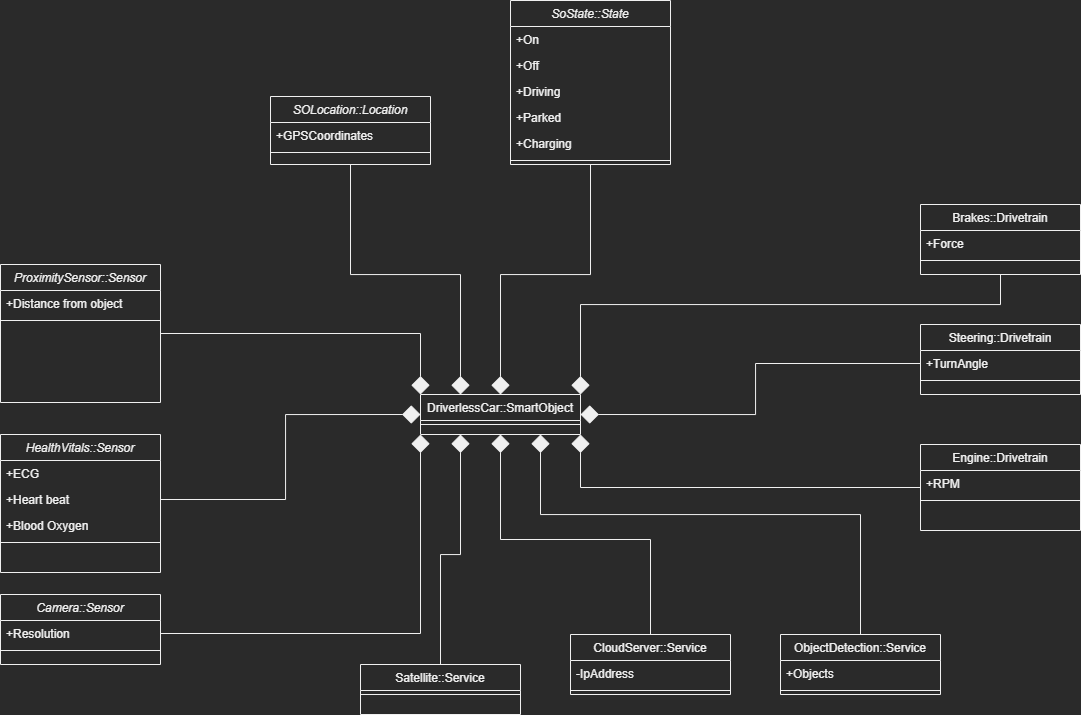 SoState::State
+On
+Off
+Driving
+Parked
+Charging
SOLocation::Location
+GPSCoordinates
Brakes::Drivetrain
+Force
ProximitySensor::Sensor
+Distance from object
Steering::Drivetrain
+TurnAngle
DriverlessCar::SmartObject
HealthVitals::Sensor
+ECG
+Heart beat
+Blood Oxygen
Engine::Drivetrain
+RPM
Camera::Sensor
+Resolution
Satellite::Service
CloudServer::Service
-IpAddress
ObjectDetection::Service
+Objects